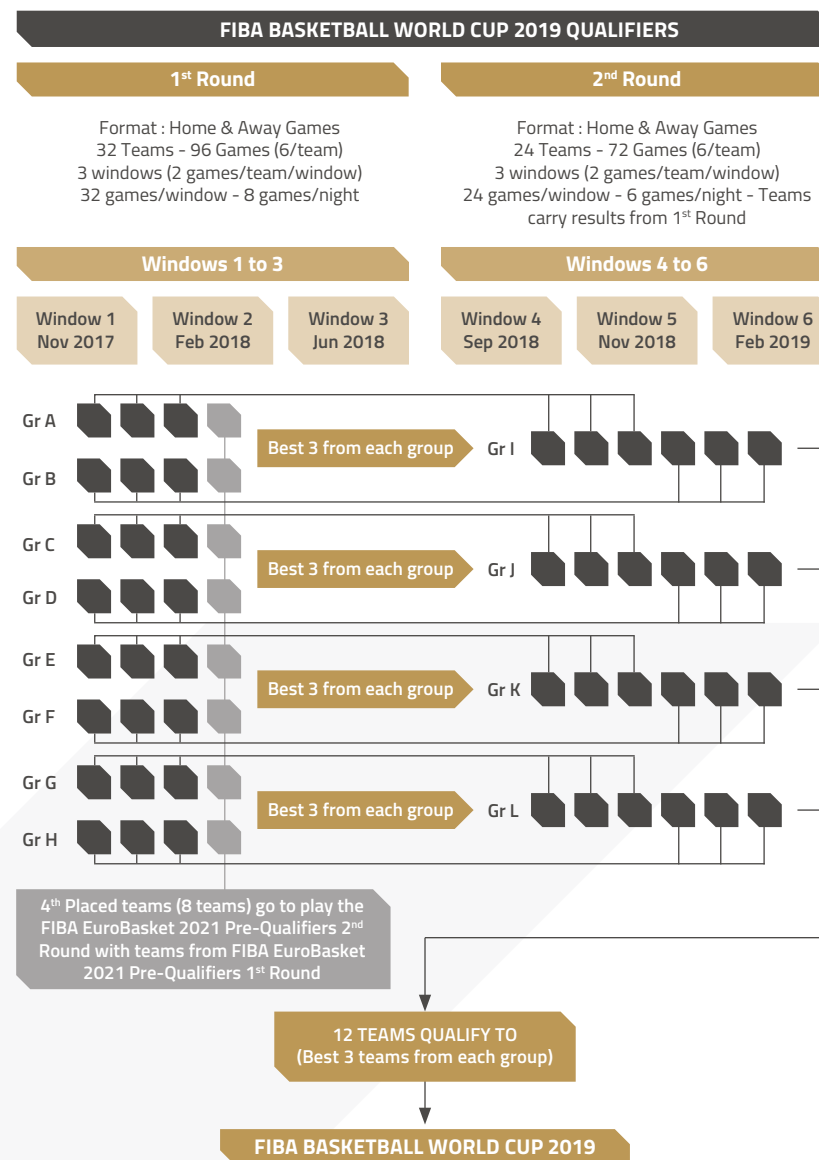 FIBA BASKETBALL WORLD CUP 2019 QUALIFIERS
1st Round
Format : Home & Away Games
32 Teams - 96 Games (6/team)
3 windows (2 games/team/window)
32 games/window - 8 games/night
2nd Round
Format : Home & Away Games
24 Teams - 72 Games (6/team)
3 windows (2 games/team/window)
24 games/window - 6 games/night - Teams
carry results from 1st Round
Windows 1 to 3
Windows 4 to 6
Window 1
Nov 2017
Window 2
Feb 2018
Window 3
Jun 2018
Window 4
Sep 2018
Window 5
Nov 2018
Window 6
Feb 2019
Gr A
Gr B
Best 3 from each group
Gr I
Gr C
Gr D
Best 3 from each group
Gr J
Gr E
Gr F
Best 3 from each group
Gr K
Gr G
Gr H
Best 3 from each group
Gr L
4th Placed teams (8 teams) go to play the
FIBA EuroBasket 2021 Pre-Qualifiers 2nd
Round with teams from FIBA EuroBasket
2021 Pre-Qualifiers 1st Round
12 TEAMS QUALIFY TO
(Best 3 teams from each group)
FIBA BASKETBALL WORLD CUP 2019